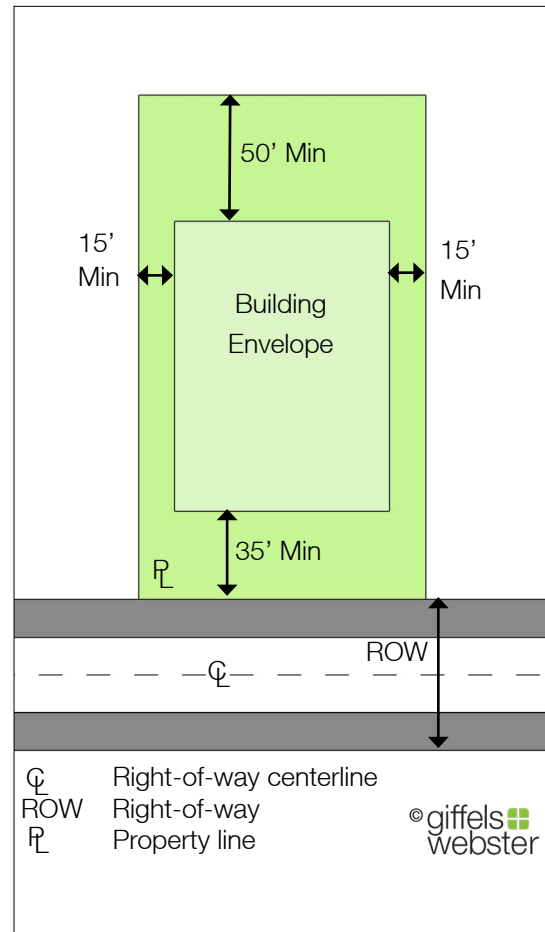 50’ Min
15’
Min
15’
Min
Building
Envelope
35’ Min
PL
ROW
CL
CL Right-of-way centerline
ROW Right-of-way
PL Property line
© giffels
webster